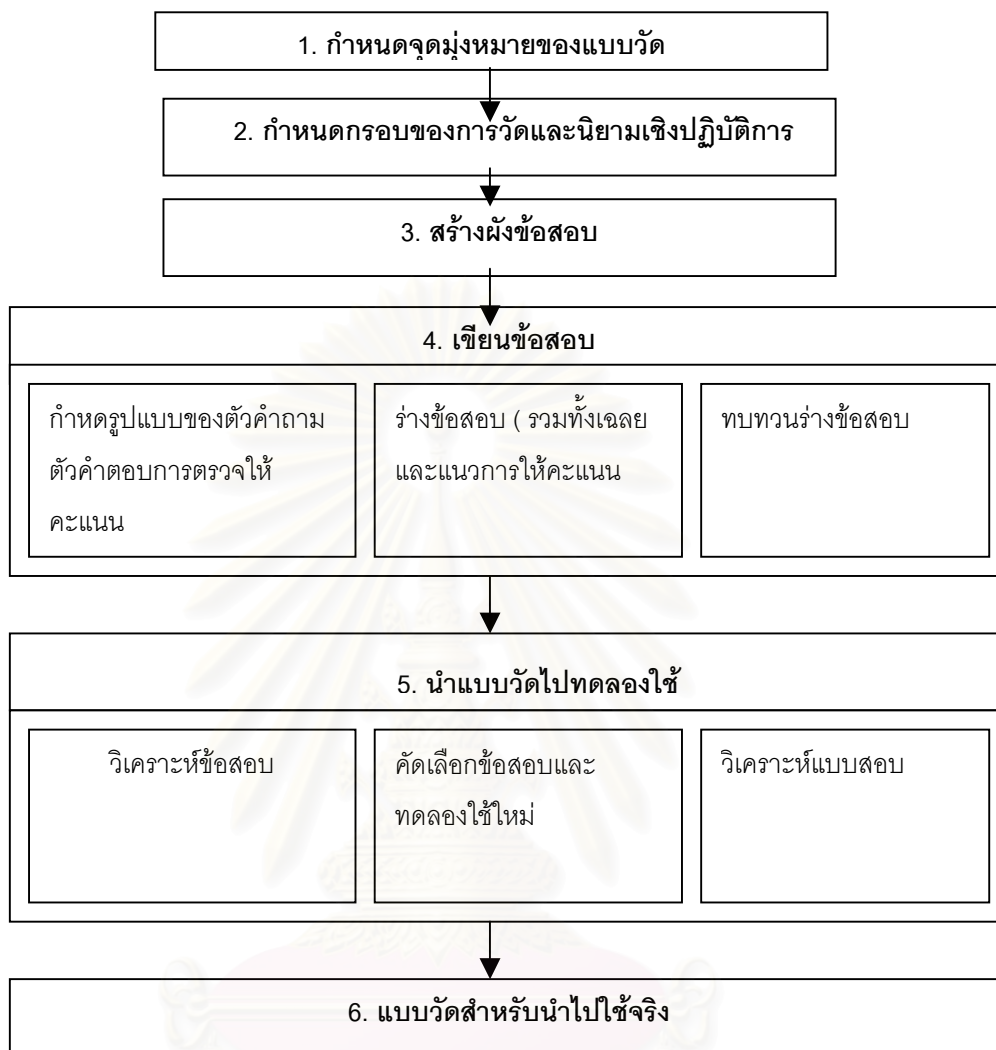 1. กำหนดจุดมุ่งหมายของแบบวัด
2. กำหนดกรอบของการวัดและนิยามเชิงปฏิบัติการ
3. สร้างผังข้อสอบ
4. เขียนข้อสอบ
กำหดรูปแบบของตัวคำถาม
ตัวคำตอบการตรวจให้
คะแนน
ร่างข้อสอบ ( รวมทั้งเฉลย
และแนวการให้คะแนน
ทบทวนร่างข้อสอบ
5. นำแบบวัดไปทดลองใช้
วิเคราะห์ข้อสอบ
คัดเลือกข้อสอบและ
ทดลองใช้ใหม่
วิเคราะห์แบบสอบ
6. แบบวัดสำหรับนำไปใช้จริง